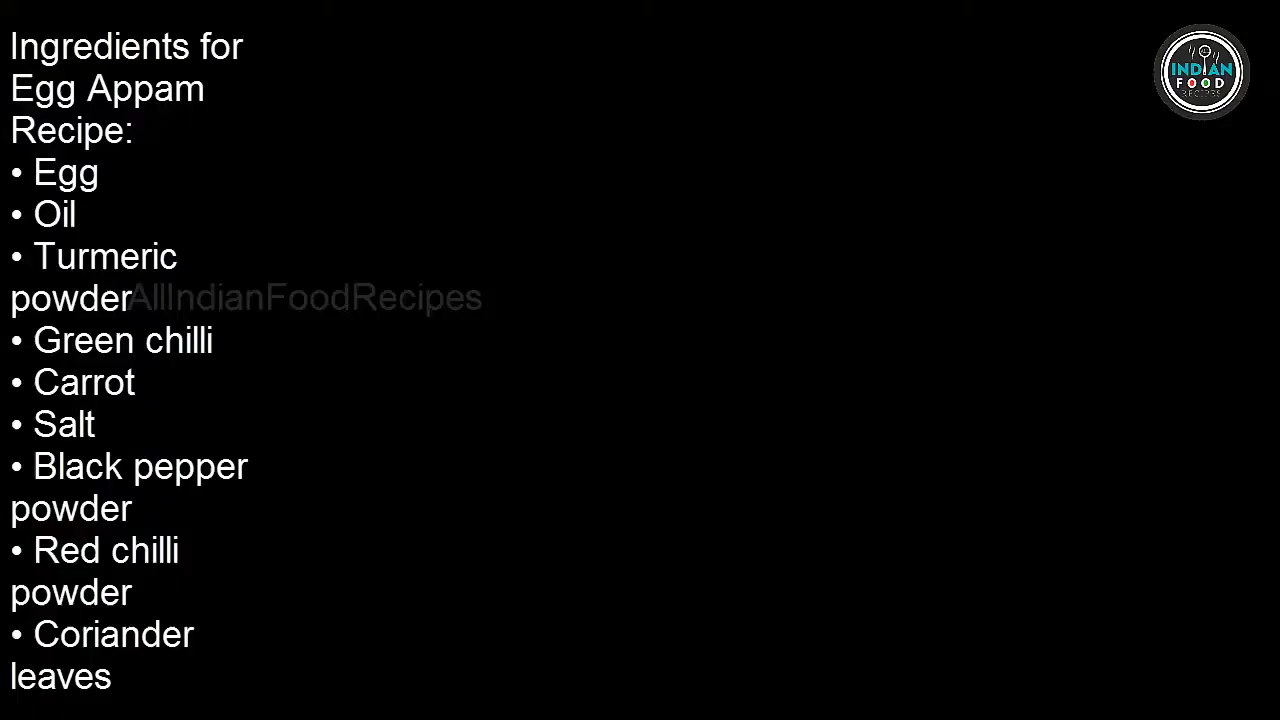 Ingredients for
Egg Appam
Recipe:
• Egg
• Oil
• Turmeric
powder
AllIndianFoodRecipes
• Green chilli
• Carrot
• Salt
• Black pepper
powder
• Red chilli
powder
• Coriander
leaves
INDIAN
FOOD
RECIPES